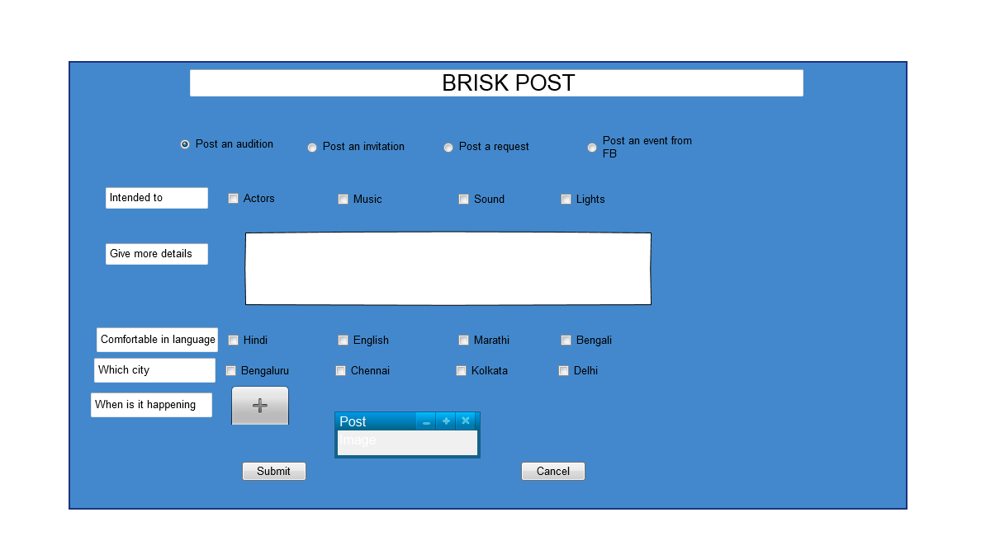 BRISK POST
Post an audition
Post an invitation
Post a request
Post an event from
FB
Intended to
Actors
Music
Sound
Lights
Give more details
Comfortable in language
Hindi
English
Marathi
Bengali
Which city
Bengaluru
Chennai
Kolkata
Delhi
When is it happening
Post
Image
Submit
Cancel